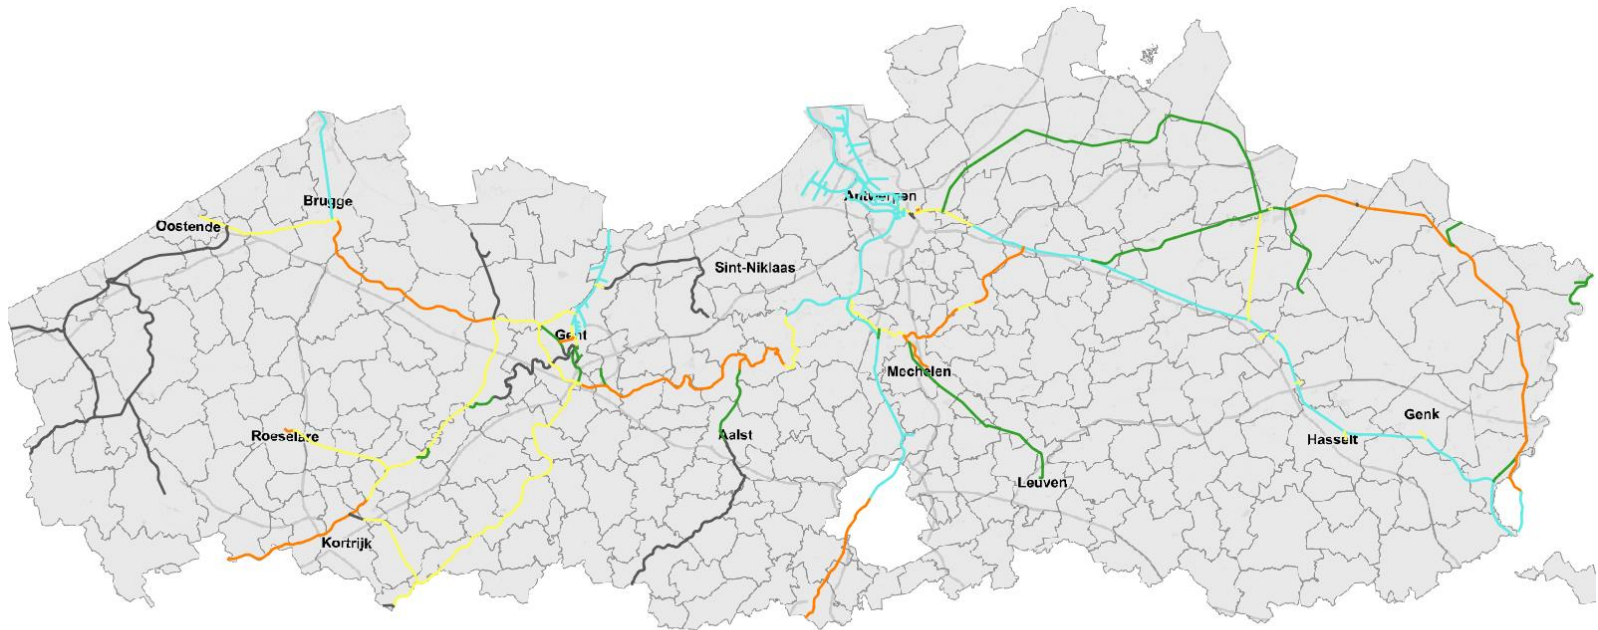 Brugge
Antwerpen
Oostende
Sint-Niklaas
Gent
Mechelen
Genk
Roeselare
Aalst
Hasselt
Leuven
Kortrijk